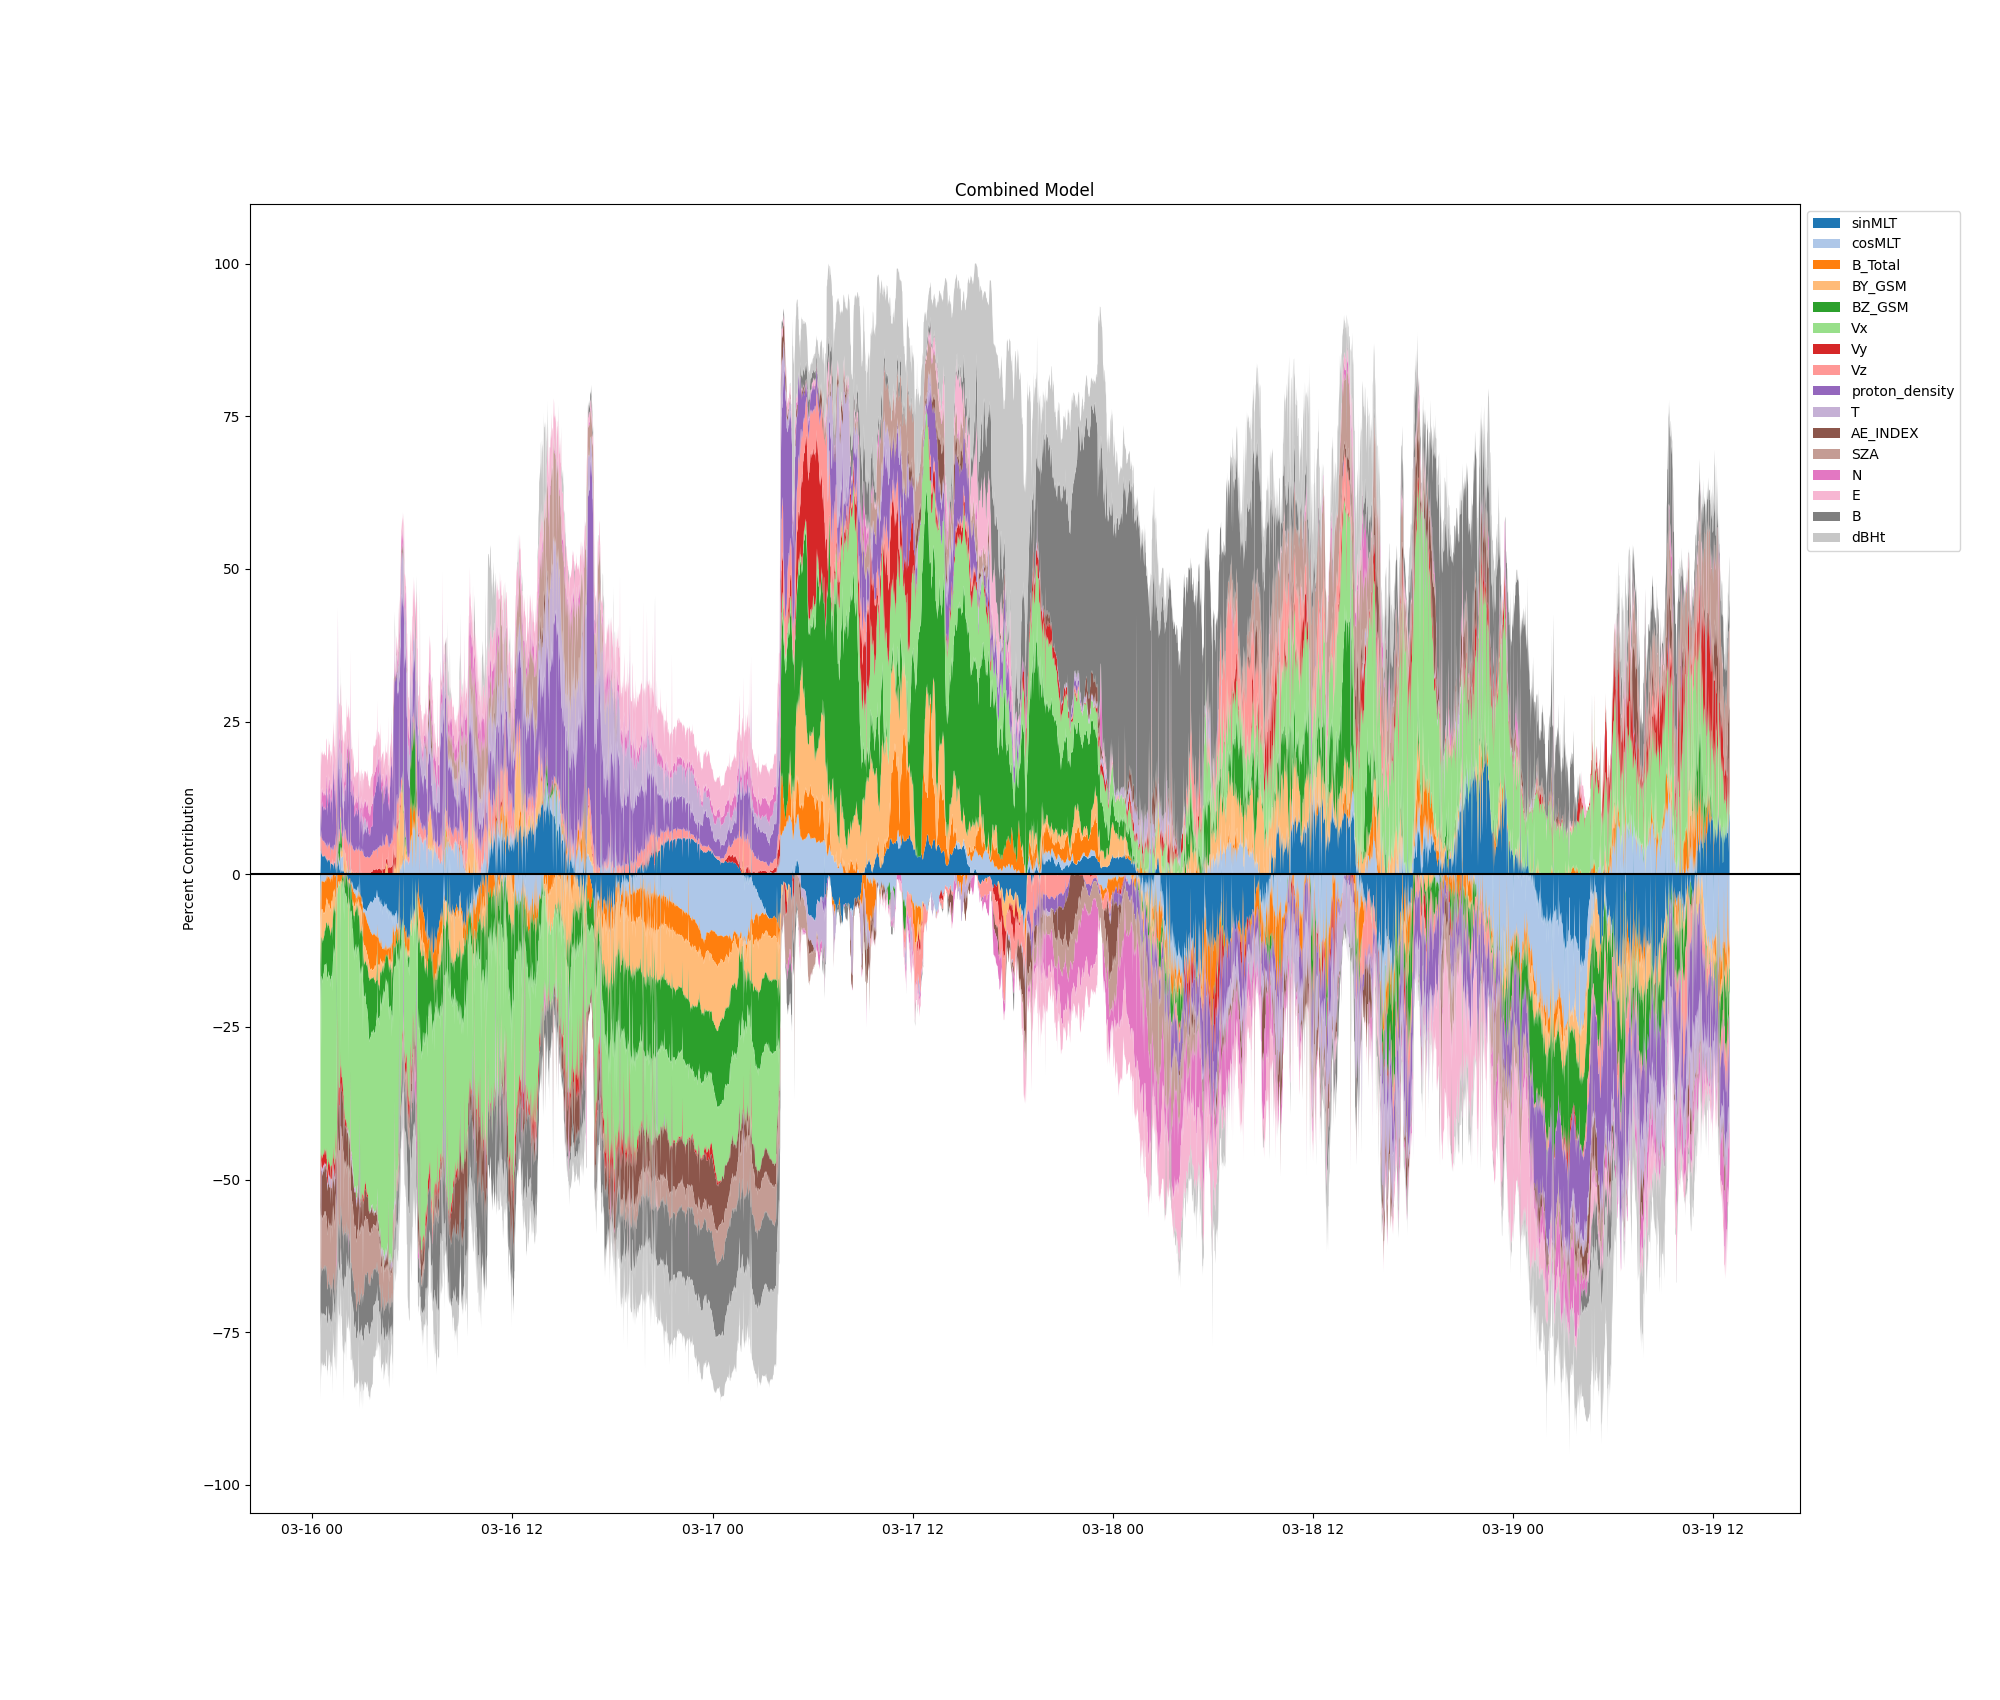 Combined Model
Percent Contribution
100
75
50
25
0
−25
−50
−75
−100
03-16 00
03-16 12
03-17 00
03-17 12
03-18 00
03-18 12
03-19 00
03-19 12
sinMLT
cosMLT
B_Total
BY_GSM
BZ_GSM
Vx
Vy
Vz
proton_density
T
AE_INDEX
SZA
N
E
B
dBHt